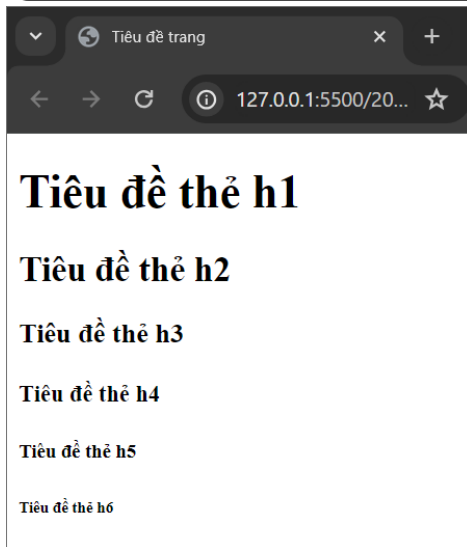 Tiêu đề trang
127.0.0.1:5500/20...
Tiêu đề thẻ h1
Tiêu đề thẻ h2
Tiêu đề thẻ h3
Tiêu đề thẻ h4
Tiêu đề thẻ h5
Tiêu đề thẻ h6